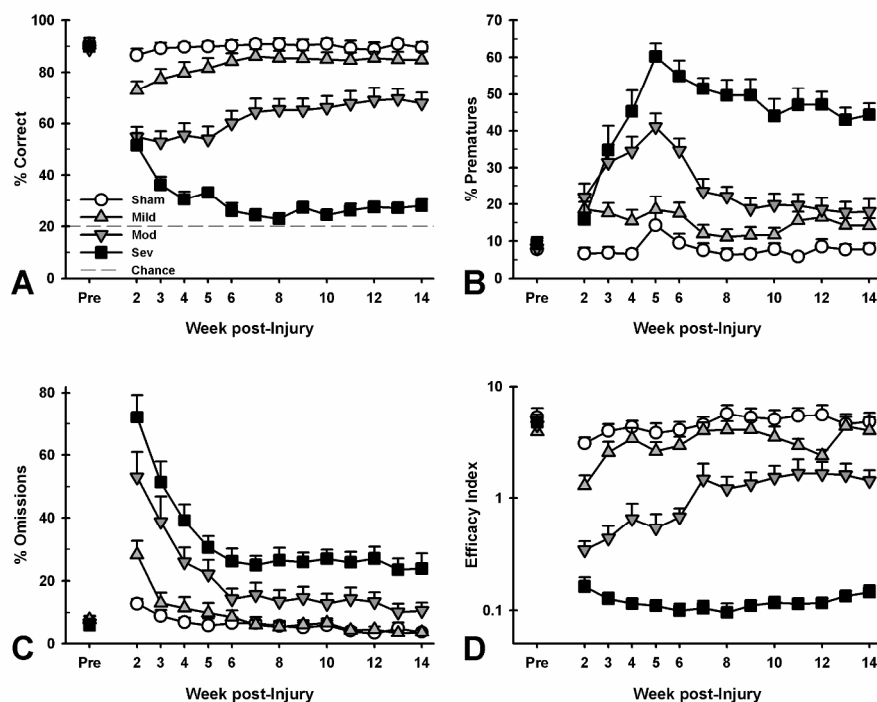 100
80
60
40
20
0
% Correct
Sham
Mild
Mod
Sev
Chance
A
Pre 2 3 4 5 6 8 10 12 14
Week post-Injury
70
60
50
40
30
20
10
0
% Prematures
B
Pre 2 3 4 5 6 8 10 12 14
Week post-Injury
80
60
40
20
0
% Omissions
C
Pre 2 3 4 5 6 8 10 12 14
Week post-Injury
10
1
0.1
Efficacy Index
D
Pre 2 3 4 5 6 8 10 12 14
Week post-Injury